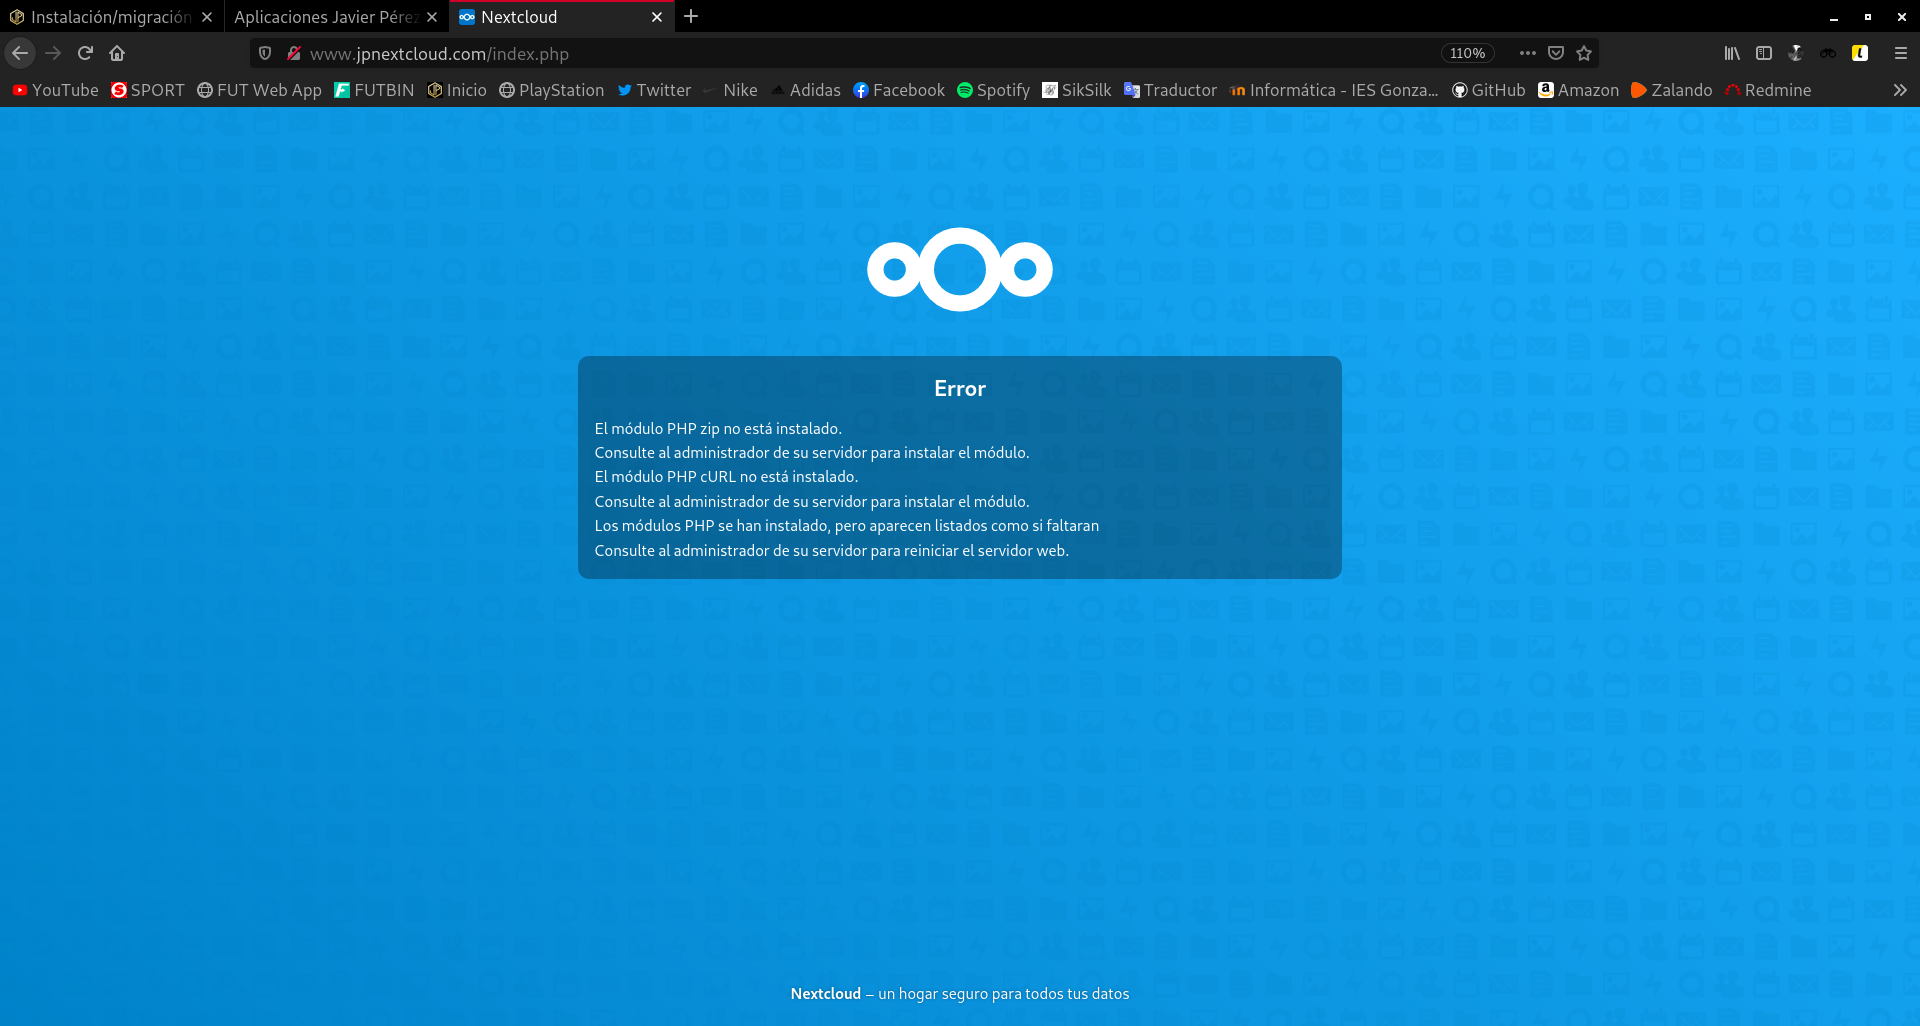 Instalación/migración
Aplicaciones Javier Pérez
Nextcloud
www.jpnextcloud.com/index.php
110%
YouTube
SPORT
FUT Web App
FUTBIN
Inicio
PlayStation
Twitter
Nike
Adidas
Facebook
Spotify
SikSilk
Traductor
Informática - IES Gonza...
GitHub
Amazon
Zalando
Redmine
Error
El módulo PHP zip no está instalado.
Consulte al administrador de su servidor para instalar el módulo.
El módulo PHP cURL no está instalado.
Consulte al administrador de su servidor para instalar el módulo.
Los módulos PHP se han instalado, pero aparecen listados como si faltaran
Consulte al administrador de su servidor para reiniciar el servidor web.
Nextcloud – un hogar seguro para todos tus datos